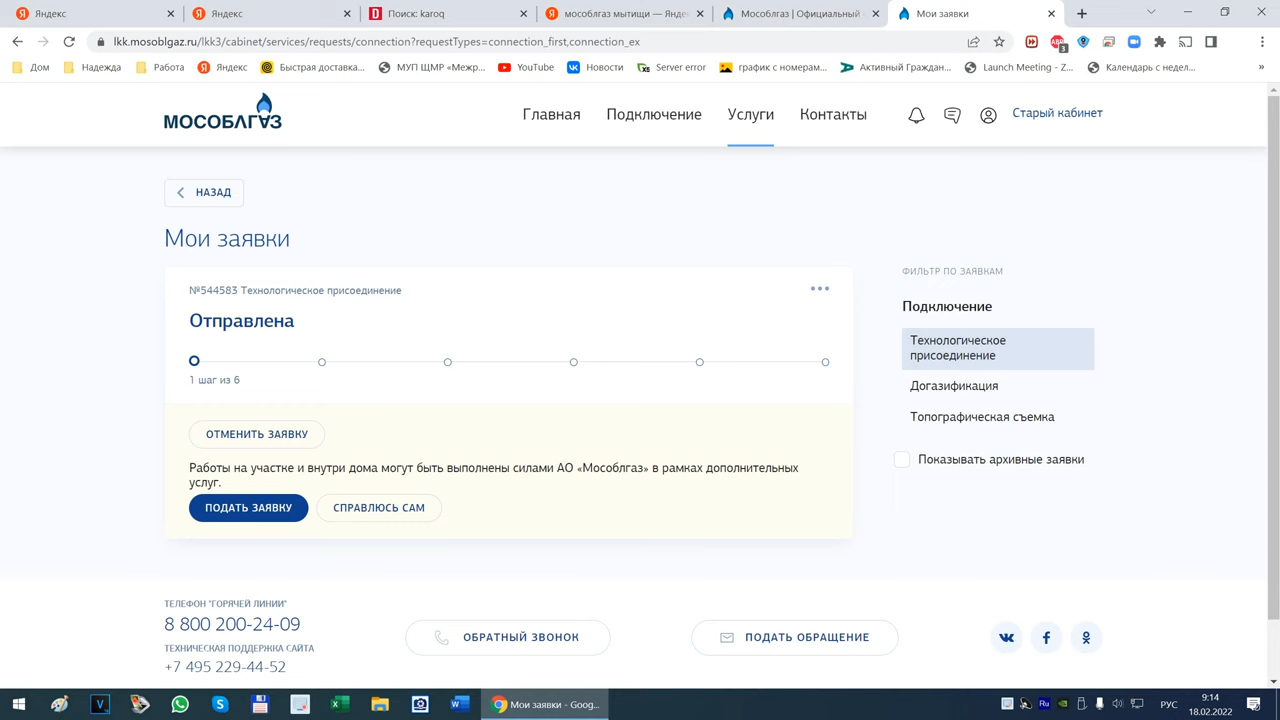 Яндекс
Яндекс
Поиск: karoq
мособлгаз мытищи — Янде
Мособлгаз | Официальный
Мои заявки
lkk.mosoblgaz.ru/lkk3/cabinet/services/requests/connection?requestTypes=connection_first,connection_ex
Дом
Надежда
Работа
Яндекс
Быстрая доставка...
МУП ЩМР «Межр...
YouTube
Новости
Server error
график с номерам...
Активный Граждан...
Launch Meeting - Z...
Календарь с недел...
»
МОСОБЛГАЗ
Главная
Подключение
Услуги
Контакты
Старый кабинет
НАЗАД
Мои заявки
№544583 Технологическое присоединение
Отправлена
1 шаг из 6
ОТМЕНИТЬ ЗАЯВКУ
Работы на участке и внутри дома могут быть выполнены силами АО «Мособлгаз» в рамках дополнительных
услуг.
ПОДАТЬ ЗАЯВКУ
СПРАВЛЮСЬ САМ
ФИЛЬТР ПО ЗАЯВКАМ
Подключение
Технологическое
присоединение
Догазификация
Топографическая съемка
Показывать архивные заявки
ТЕЛЕФОН "ГОРЯЧЕЙ ЛИНИИ"
8 800 200-24-09
ТЕХНИЧЕСКАЯ ПОДДЕРЖКА САЙТА
+7 495 229-44-52
ОБРАТНЫЙ ЗВОНОК
ПОДАТЬ ОБРАЩЕНИЕ
Мои заявки - Goog...
Ru
РУС
9:14
18.02.2022